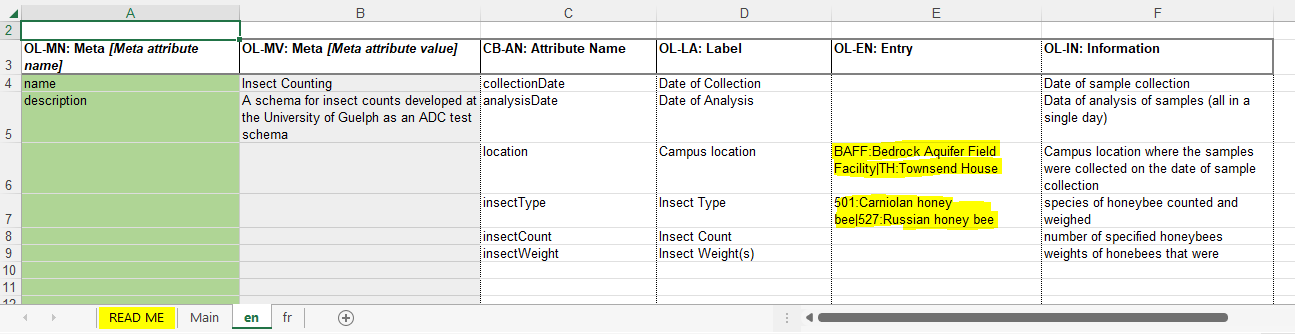 A B C D E F
2
OL-MN: Meta [Meta attribute name] OL-MV: Meta [Meta attribute value] CB-AN: Attribute Name OL-LA: Label OL-EN: Entry OL-IN: Information
3
4 name Insect Counting collectionDate Date of Collection Date of sample collection
description A schema for insect counts developed at the University of Guelph as an ADC test schema analysisDate Date of Analysis Data of analysis of samples (all in a single day)
5
location Campus location BAFF:Bedrock Aquifer Field Facility|TH:Townsend House Campus location where the samples were collected on the date of sample collection
6
insectType Insect Type 501:Carniolan honey bee|527:Russian honey bee species of honeybee counted and weighed
7
8 insectCount Insect Count number of specified honeybees
9 insectWeight Insect Weight(s) weights of honebees that were
10
11
12
READ ME Main en fr